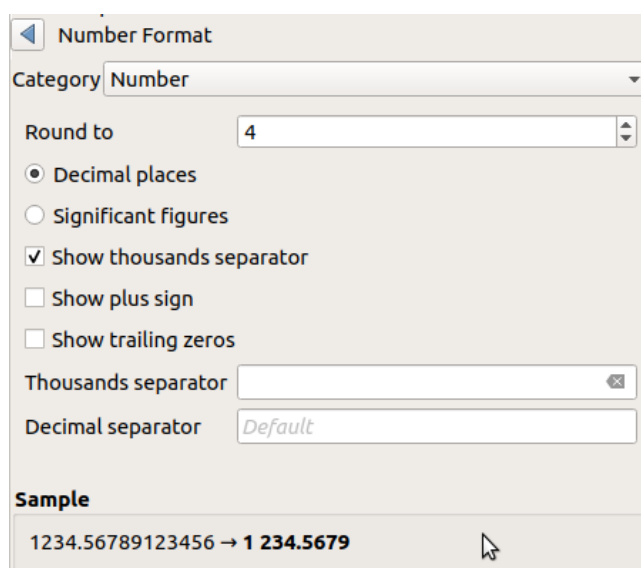 Number Format
Category Number
Round to 4
Decimal places
Significant figures
Show thousands separator
Show plus sign
Show trailing zeros
Thousands separator
Decimal separator Default
Sample
1234.56789123456 → 1 234.5679